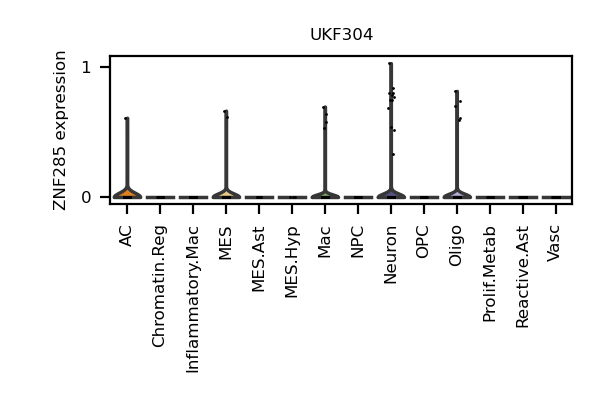 UKF304
ZNF285 expression
1
0
AC
Chromatin.Reg
Inflammatory.Mac
MES
MES.Ast
MES.Hyp
Mac
NPC
Neuron
OPC
Oligo
Prolif.Metab
Reactive.Ast
Vasc